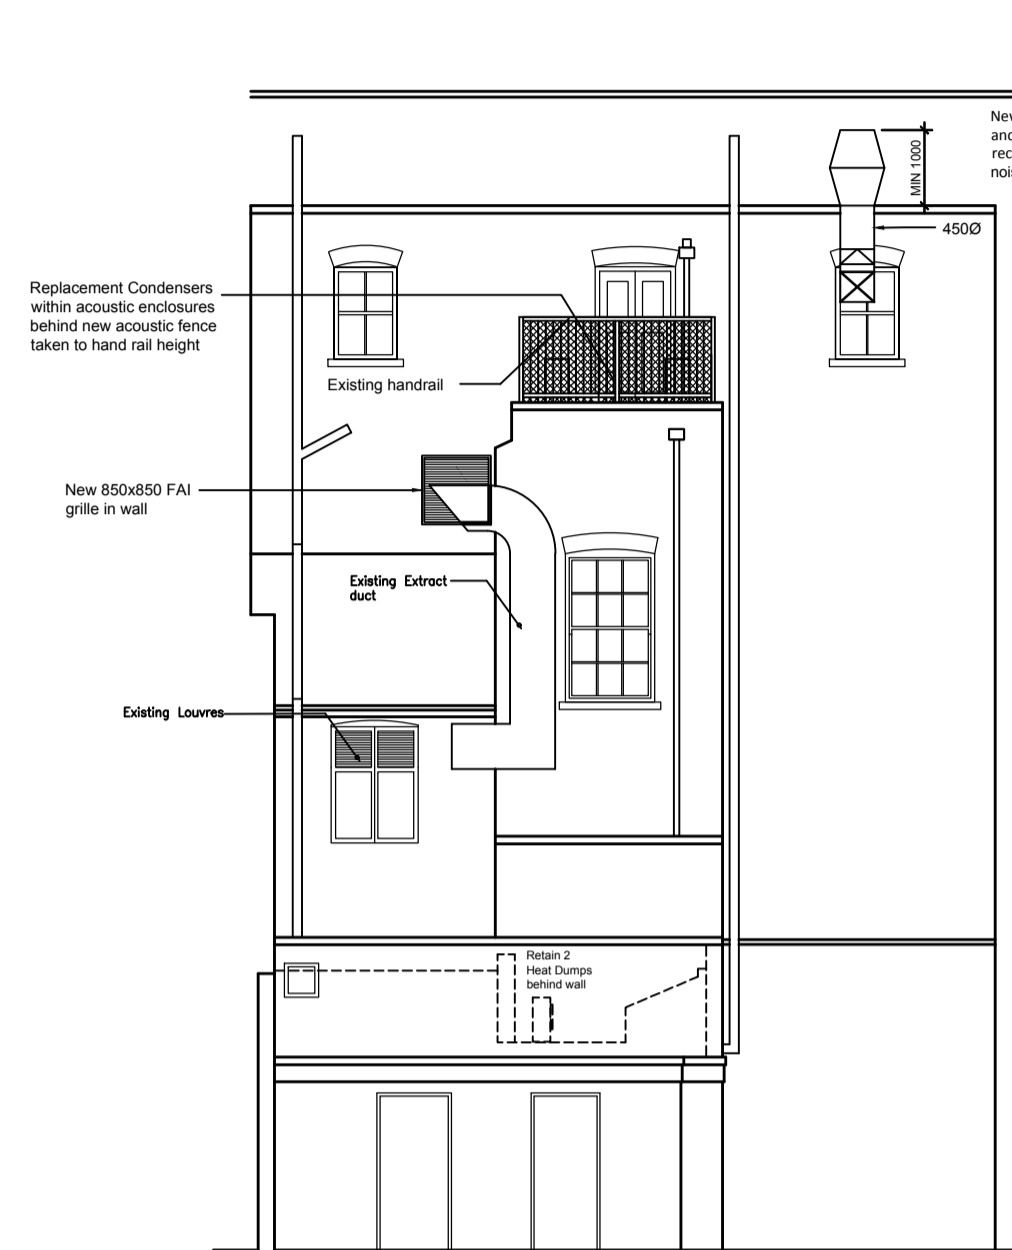 MIN 1000
450Ø
Replacement Condensers
within acoustic enclosures
behind new acoustic fence
taken to hand rail height
Existing handrail
New 850x850 FAI
grille in wall
Existing Extract
duct
Existing Louvres
Retain 2
Heat Dumps
behind wall